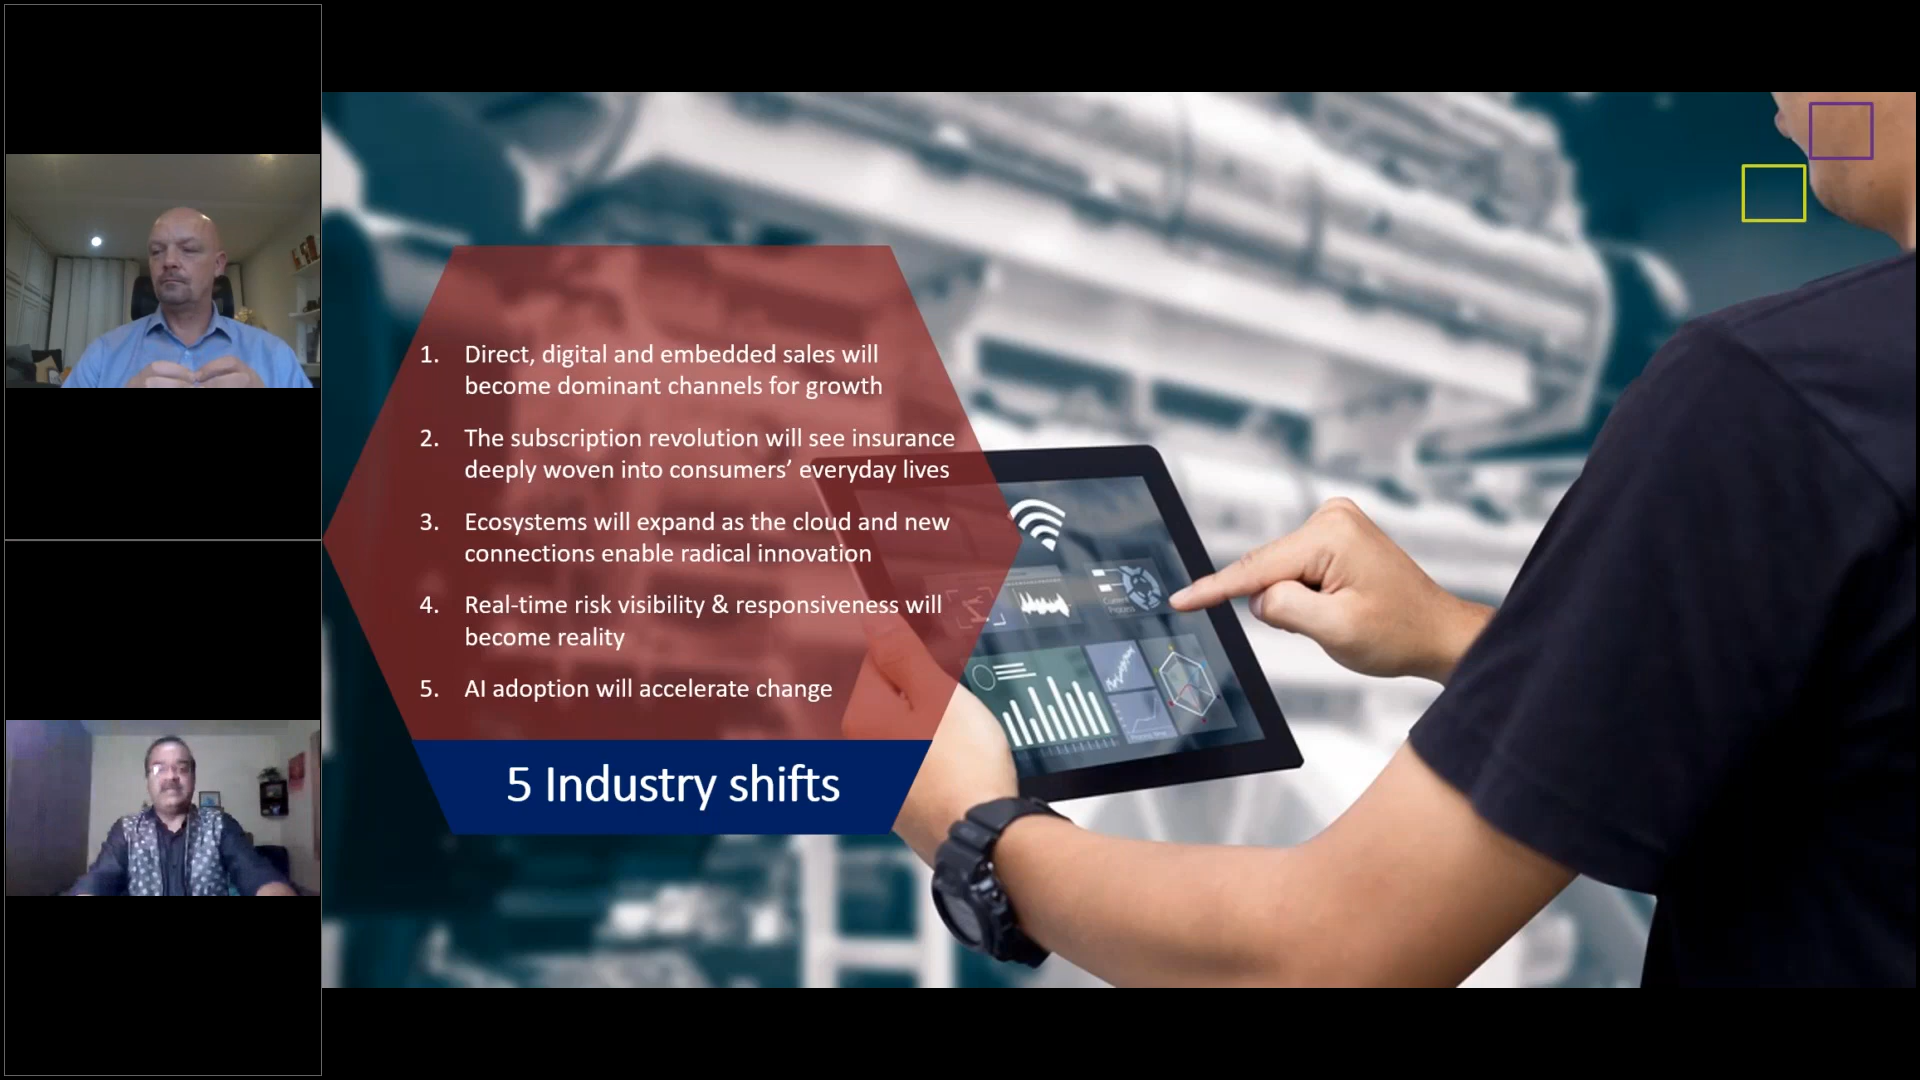 1. Direct, digital and embedded sales will
become dominant channels for growth
2. The subscription revolution will see insurance
deeply woven into consumers’ everyday lives
3. Ecosystems will expand as the cloud and new
connections enable radical innovation
4. Real-time risk visibility & responsiveness will
become reality
5. AI adoption will accelerate change
5 Industry shifts
Current
Process